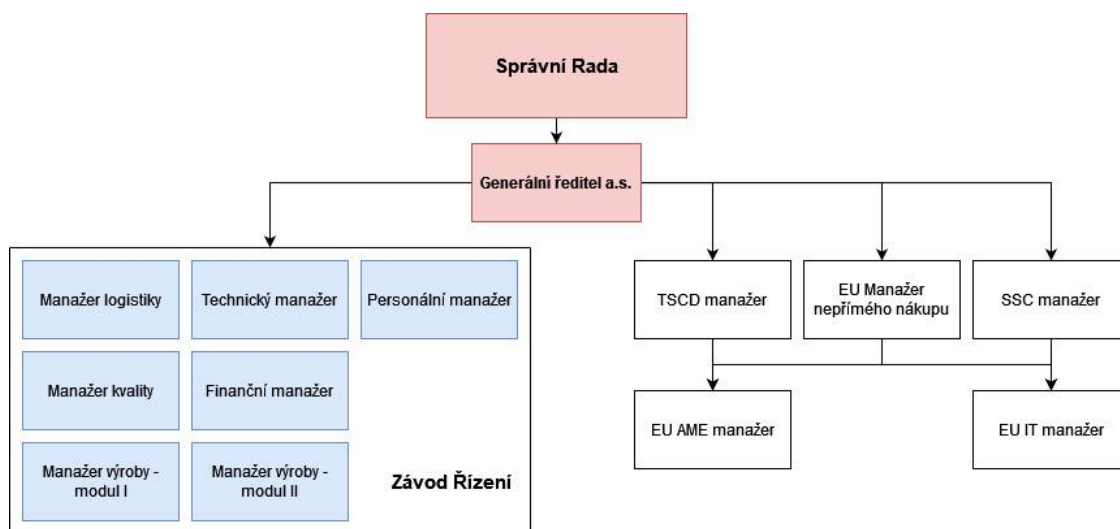 Správní Rada
Generální ředitel a.s.
Manažer logistiky
Technický manažer
Personální manažer
Manažer kvality
Finanční manažer
Manažer výroby -
modul I
Manažer výroby -
modul II
Závod Řízení
TSCD manažer
EU Manažer
nepřímého nákupu
SSC manažer
EU AME manažer
EU IT manažer